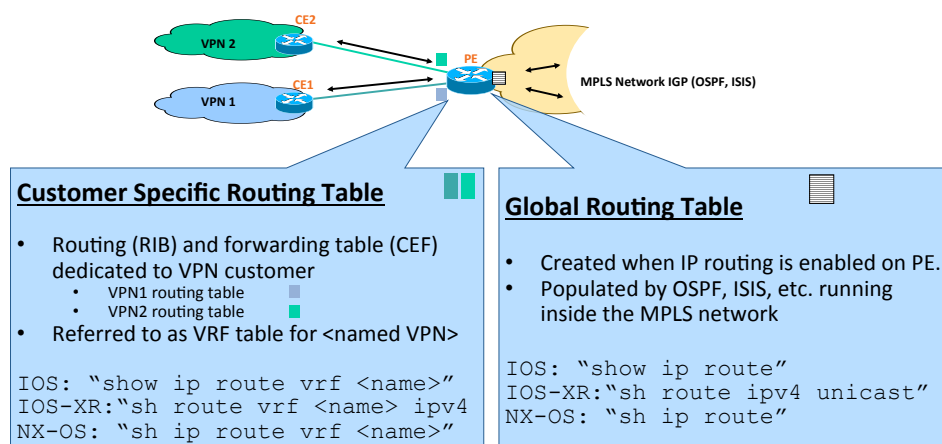 CE2
VPN 2
PE
CE1
VPN 1
MPLS Network IGP (OSPF, ISIS)
Customer Specific Routing Table
• Routing (RIB) and forwarding table (CEF)
dedicated to VPN customer
• VPN1 routing table
• VPN2 routing table
• Referred to as VRF table for <named VPN>
IOS: “show ip route vrf <name>”
IOS-XR:“sh route vrf <name> ipv4
NX-OS: “sh ip route vrf <name>”
Global Routing Table
• Created when IP routing is enabled on PE.
• Populated by OSPF, ISIS, etc. running
inside the MPLS network
IOS: “show ip route”
IOS-XR:“sh route ipv4 unicast”
NX-OS: “sh ip route”